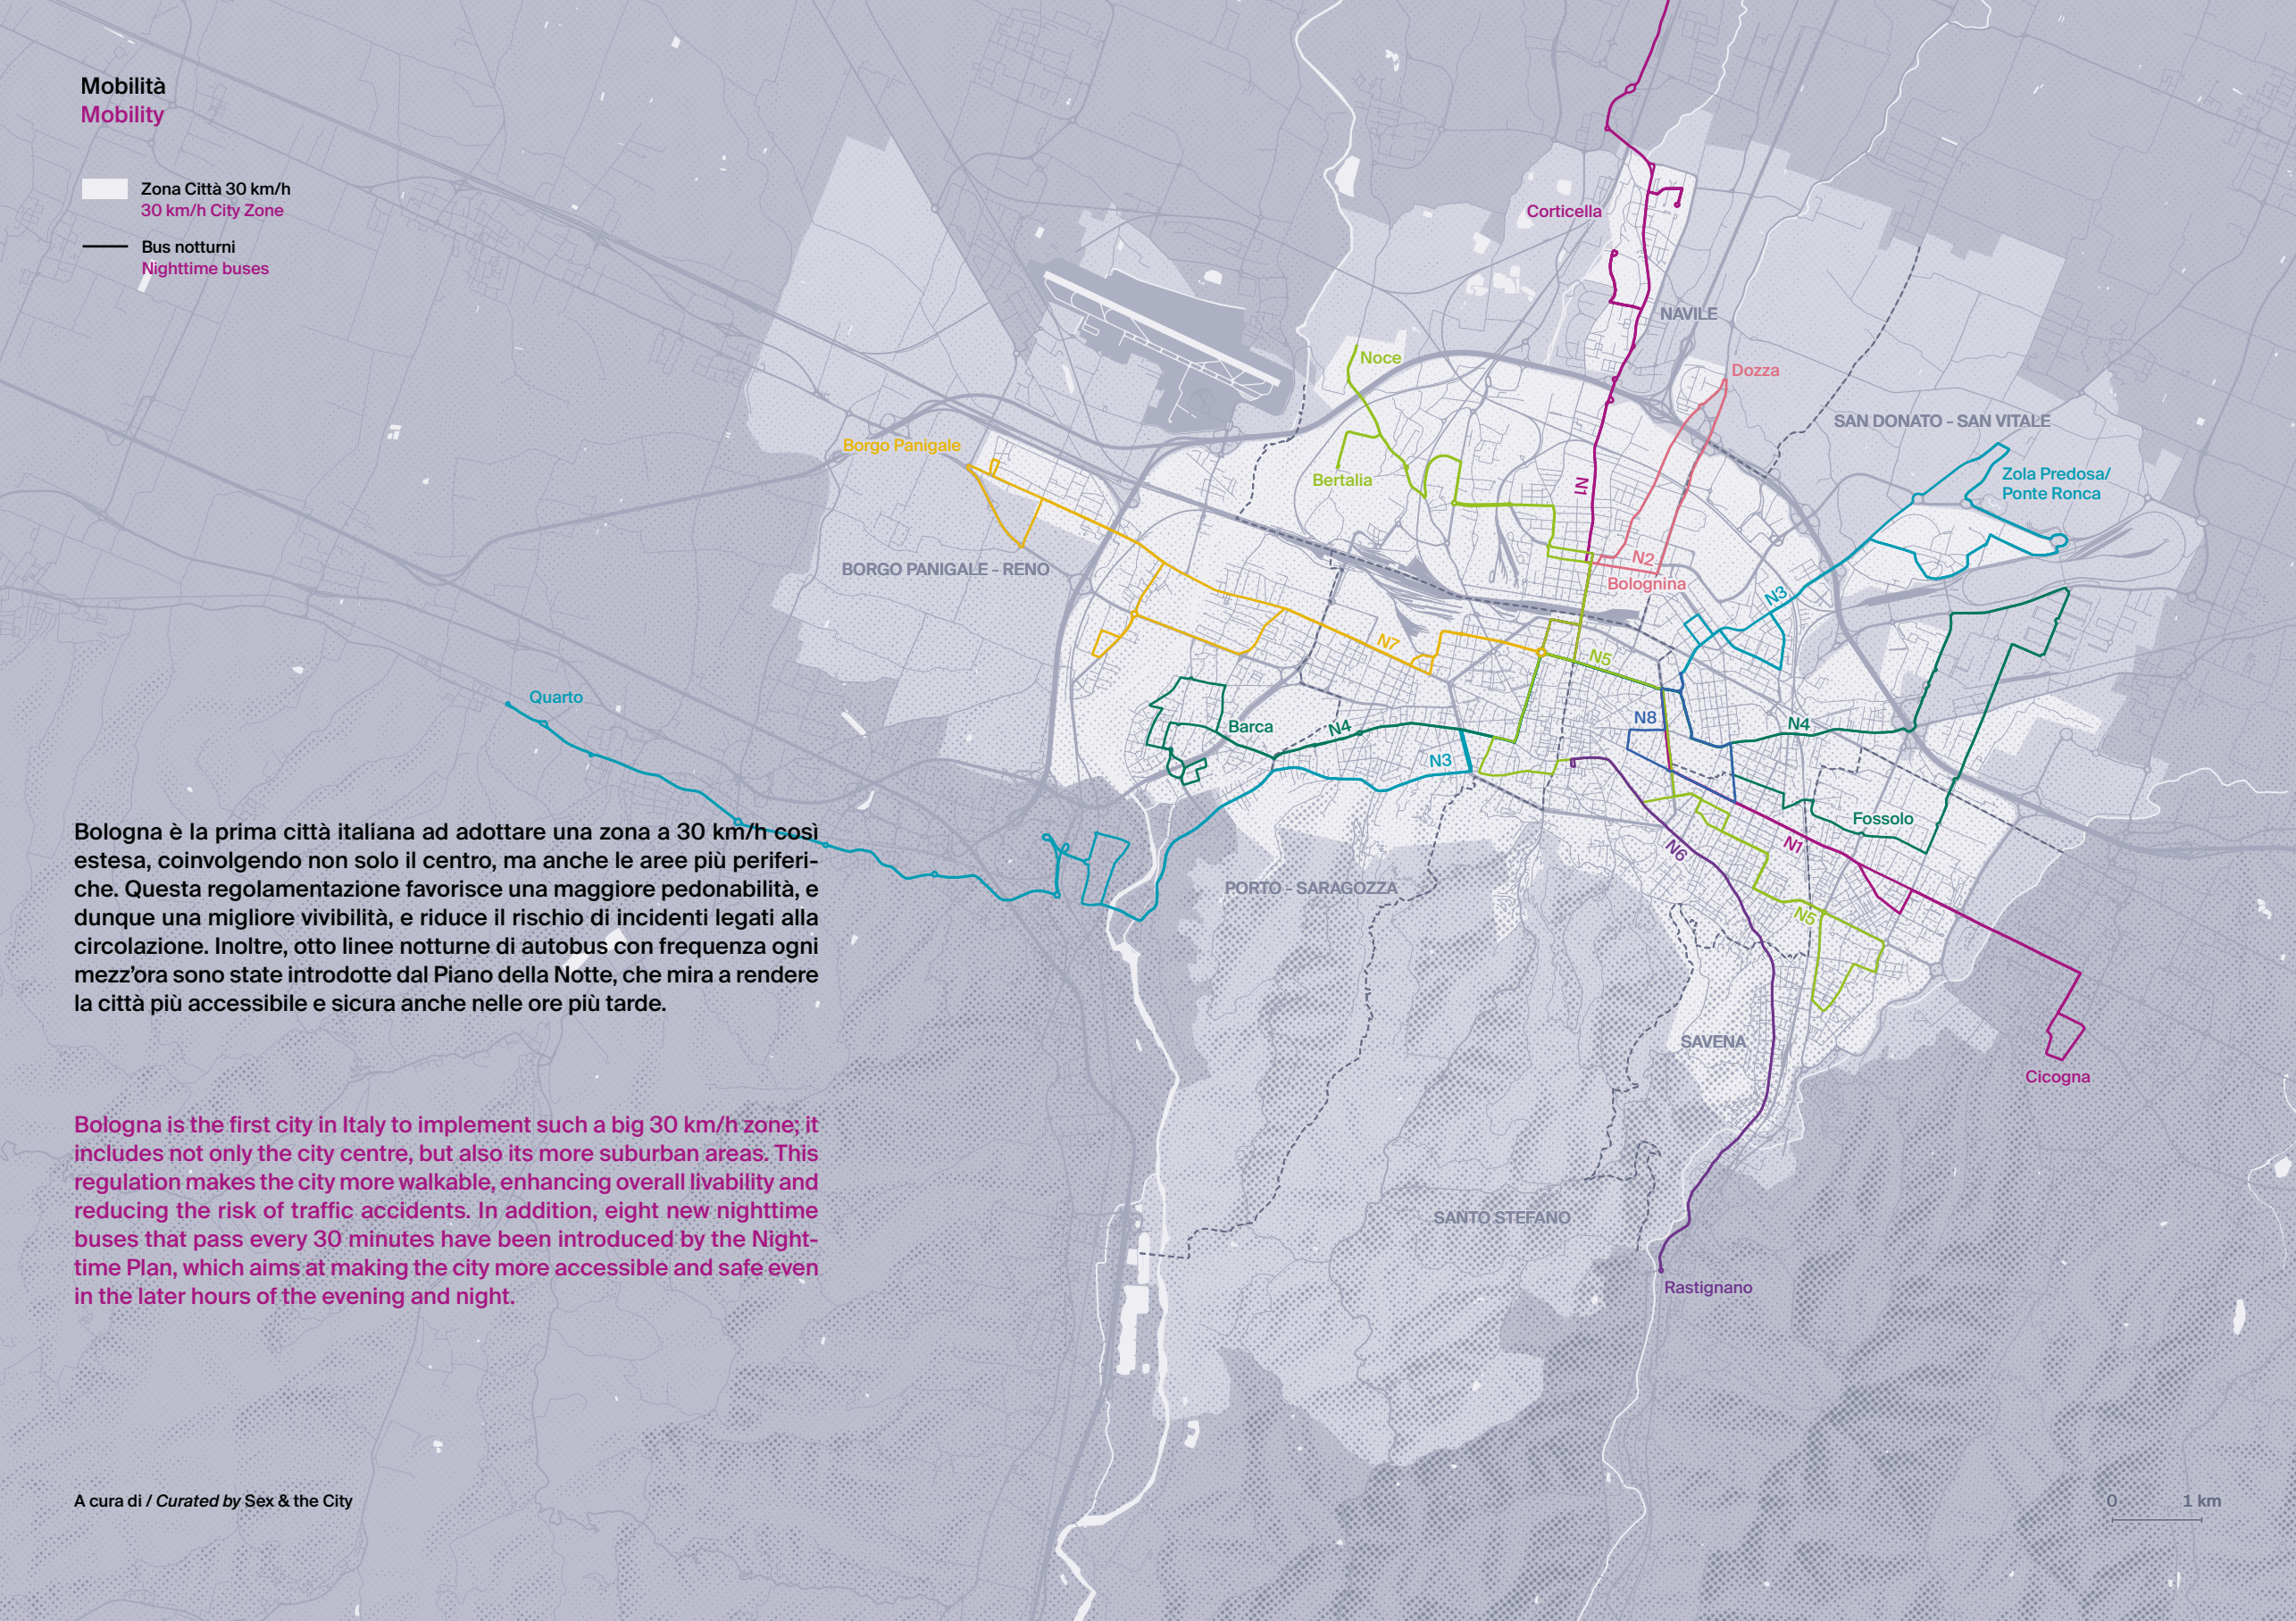 Mobilità
Mobility
Zona Città 30 km/h
30 km/h City Zone
Bus notturni
Nighttime buses
Corticella
NAVILE
Noce
Dozza
SAN DONATO - SAN VITALE
Borgo Panigale
Bertalia
N1
Zola Predosa/
Ponte Ronca
BORGO PANIGALE - RENO
N2
Bolognina
N3
N7
N5
Quarto
Barca
N4
N8
N4
N3
Fossolo
N1
N6
PORTO - SARAGOZZA
N5
SAVENA
Cicogna
SANTO STEFANO
Rastignano
Bologna è la prima città italiana ad adottare una zona a 30 km/h così
estesa, coinvolgendo non solo il centro, ma anche le aree più periferi-
che. Questa regolamentazione favorisce una maggiore pedonabilità, e
dunque una migliore vivibilità, e riduce il rischio di incidenti legati alla
circolazione. Inoltre, otto linee notturne di autobus con frequenza ogni
mezz'ora sono state introdotte dal Piano della Notte, che mira a rendere
la città più accessibile e sicura anche nelle ore più tarde.
Bologna is the first city in Italy to implement such a big 30 km/h zone; it
includes not only the city centre, but also its more suburban areas. This
regulation makes the city more walkable, enhancing overall livability and
reducing the risk of traffic accidents. In addition, eight new nighttime
buses that pass every 30 minutes have been introduced by the Night-
time Plan, which aims at making the city more accessible and safe even
in the later hours of the evening and night.
A cura di / Curated by Sex & the City
0 1 km